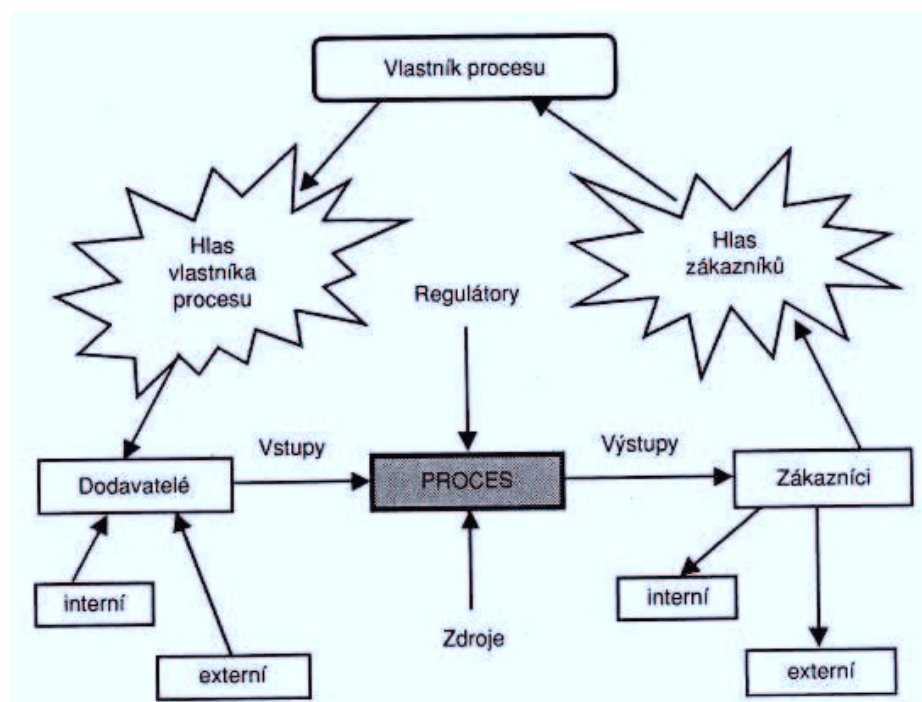 Vlastník procesu
Hlas
vlastníka
procesu
Hlas
zákazníků
Regulátory
Vstupy
Výstupy
Dodavatelé
PROCES
Zákazníci
interní
externí
Zdroje
interní
externí